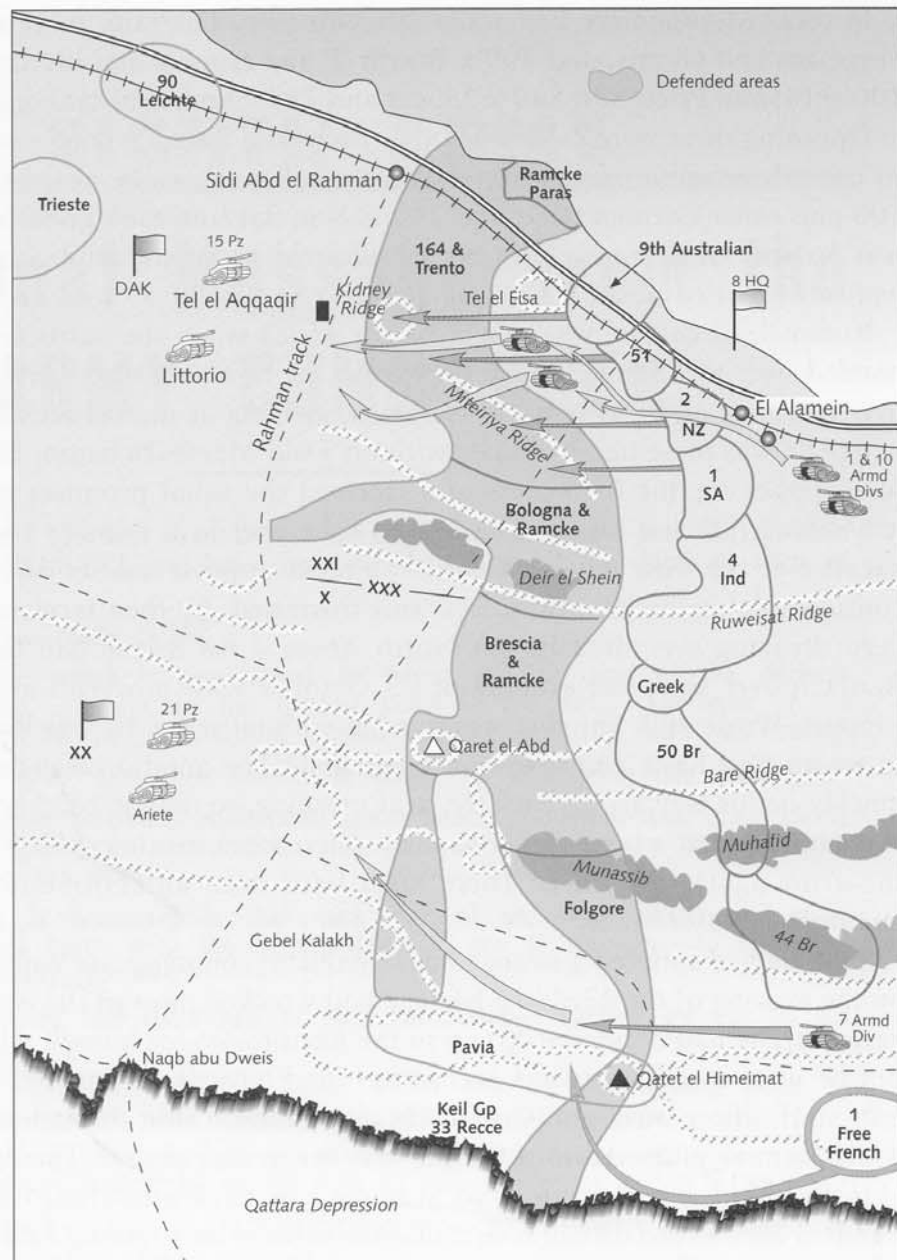 90
Leichte
Defended areas
Sidi Abd el Rahman
Ramcke
Paras
Trieste
DAK
15 Pz
164 &
Trento
9th Australian
8 HQ
Tel el Aqqaqir
Kidney
Ridge
Tel el Eisa
Littorio
51
Rahman track
Miteiriya Ridge
2
NZ
El Alamein
1 & 10
Armd
Divs
1
SA
Bologna &
Ramcke
XXI
X
XXX
Deir el Shein
4
Ind
Ruweisat Ridge
Brescia
&
Ramcke
Greek
XX
21 Pz
Qaret el Abd
50 Br
Bare Ridge
Ariete
Munassib
Muhafid
Folgore
Gebel Kalakh
44 Br
7 Armd
Div
Pavia
Naqb abu Dweis
Qaret el Himeimat
Keil Gp
33 Recce
1
Free
French
Qattara Depression